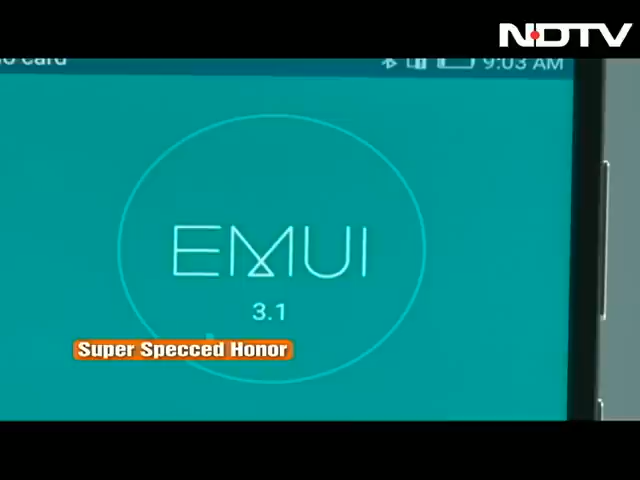 NDTV
card
9:03 AM
EMUI
3.1
Super Specced Honor